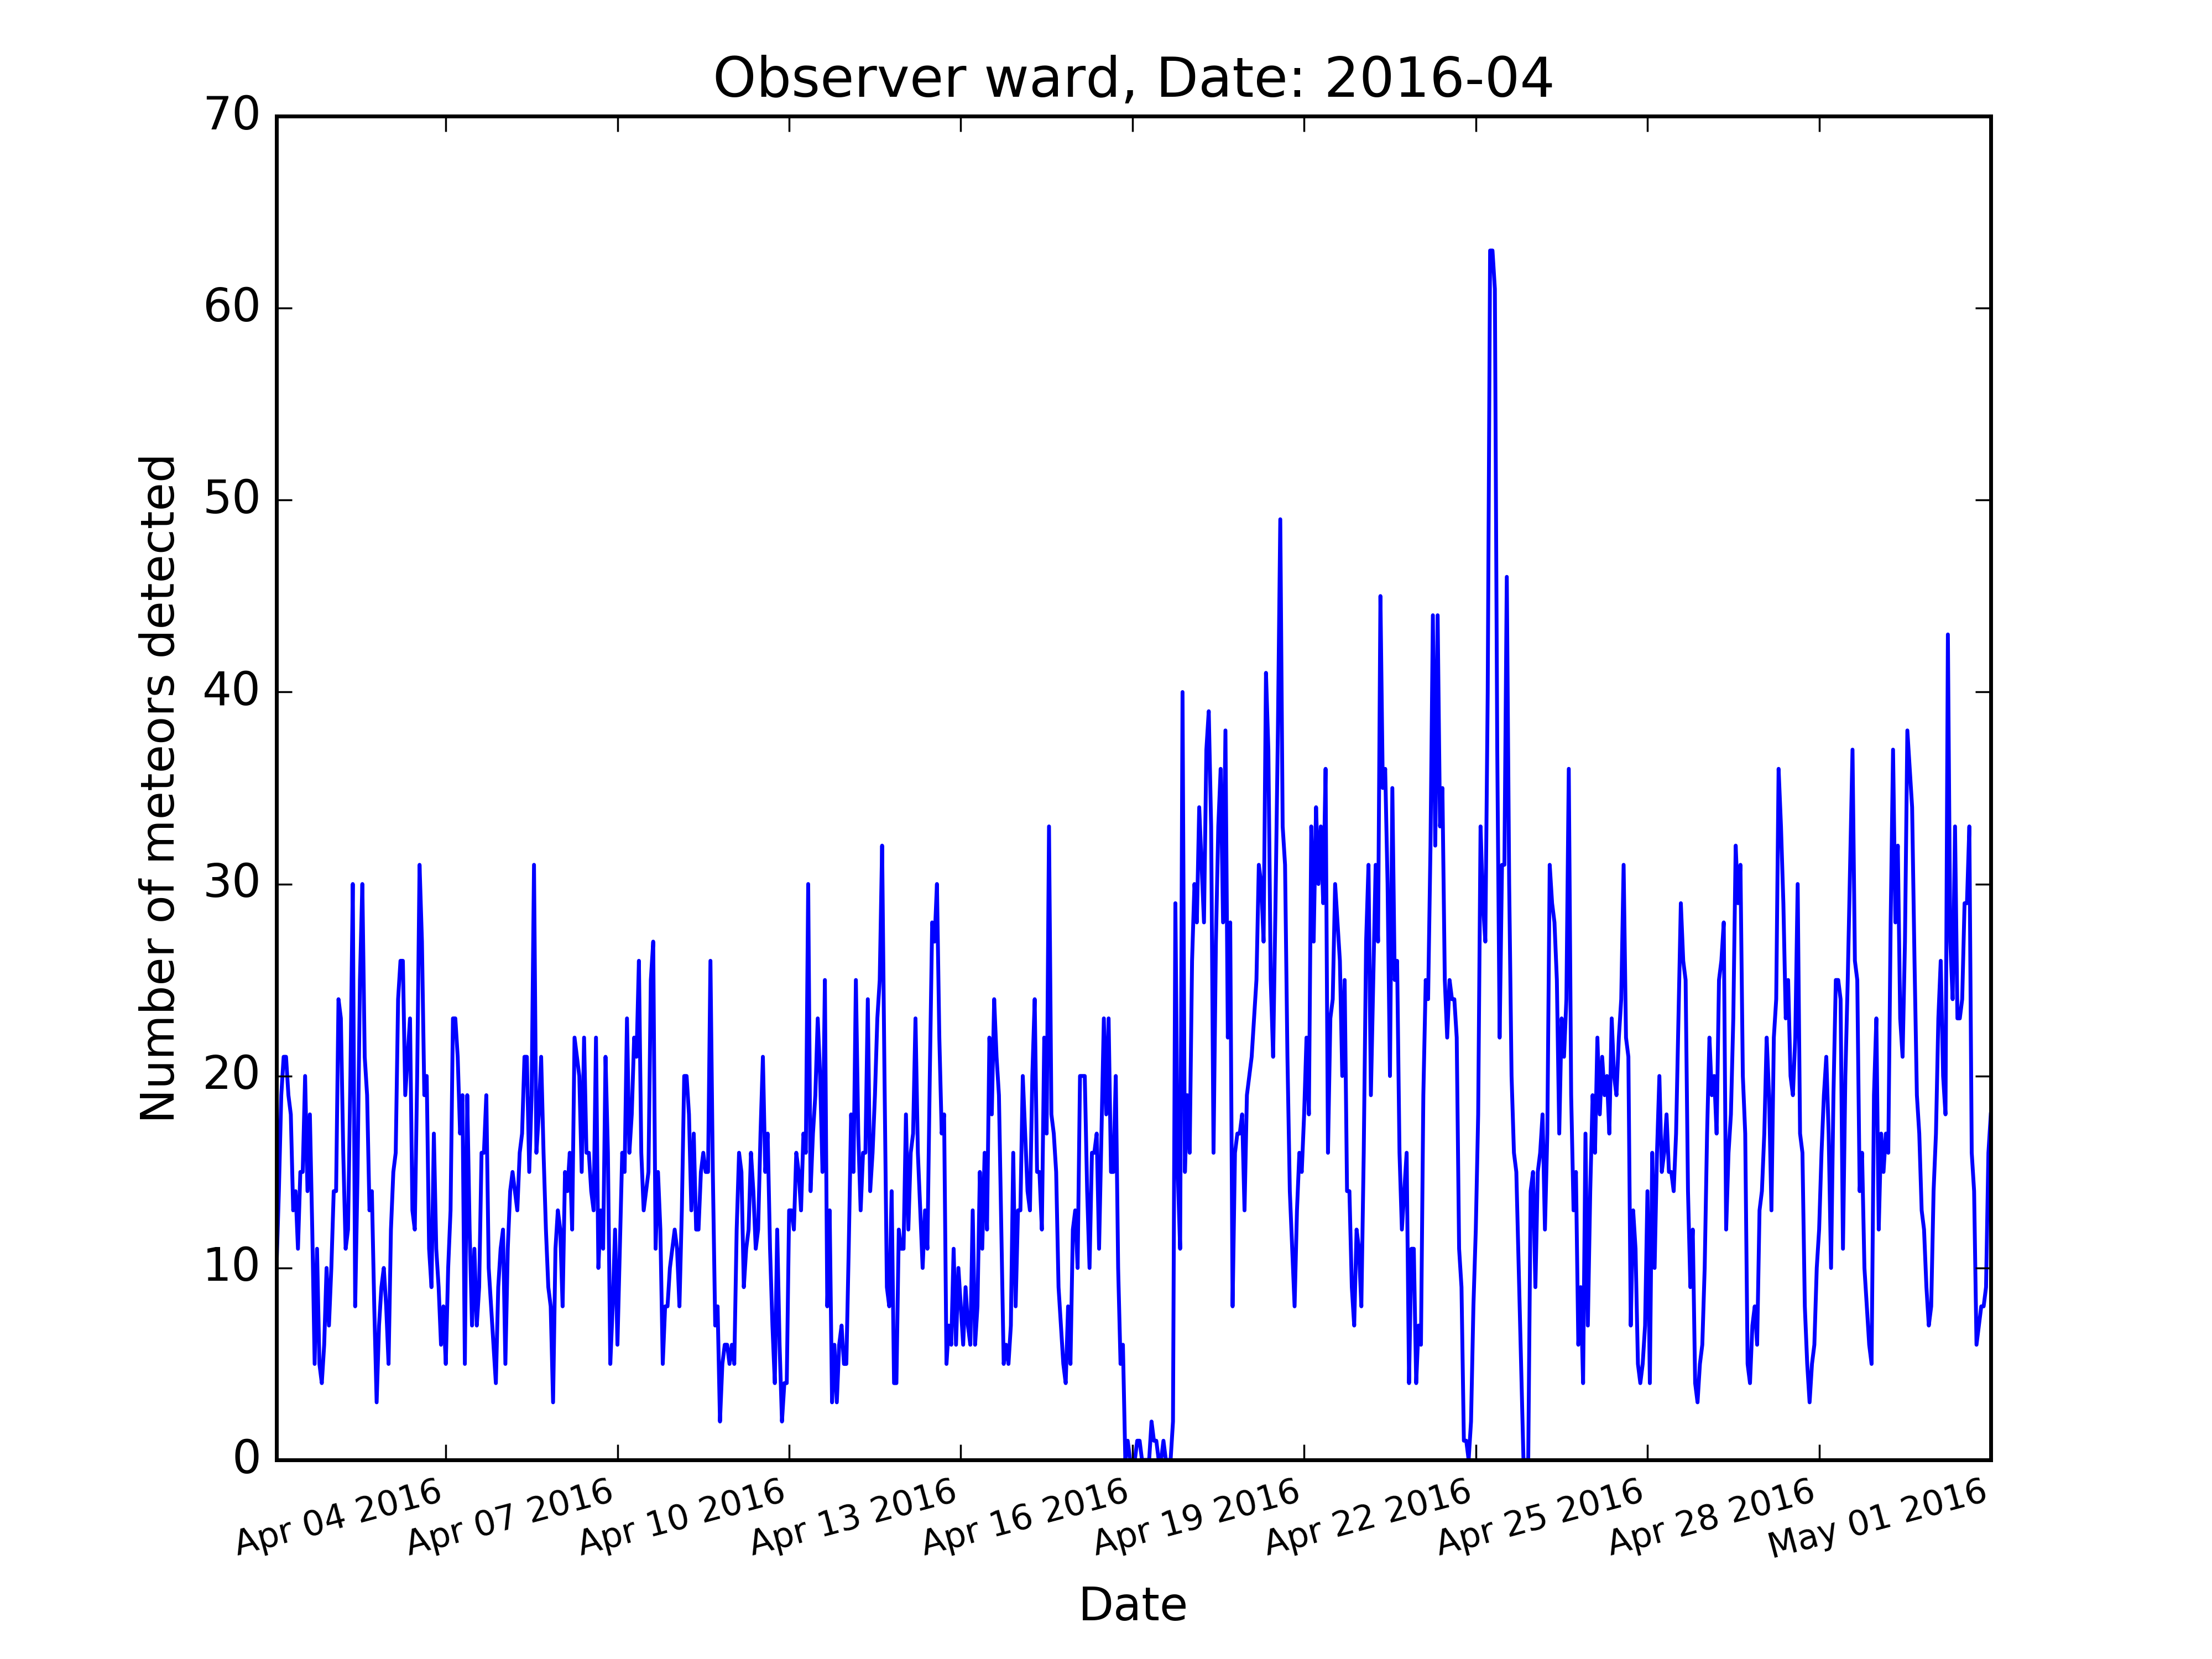 Observer ward, Date: 2016-04
70
60
50
40
30
20
10
0
Number of meteors detected
Apr 04 2016
Apr 07 2016
Apr 10 2016
Apr 13 2016
Apr 16 2016
Apr 19 2016
Apr 22 2016
Apr 25 2016
Apr 28 2016
May 01 2016
Date